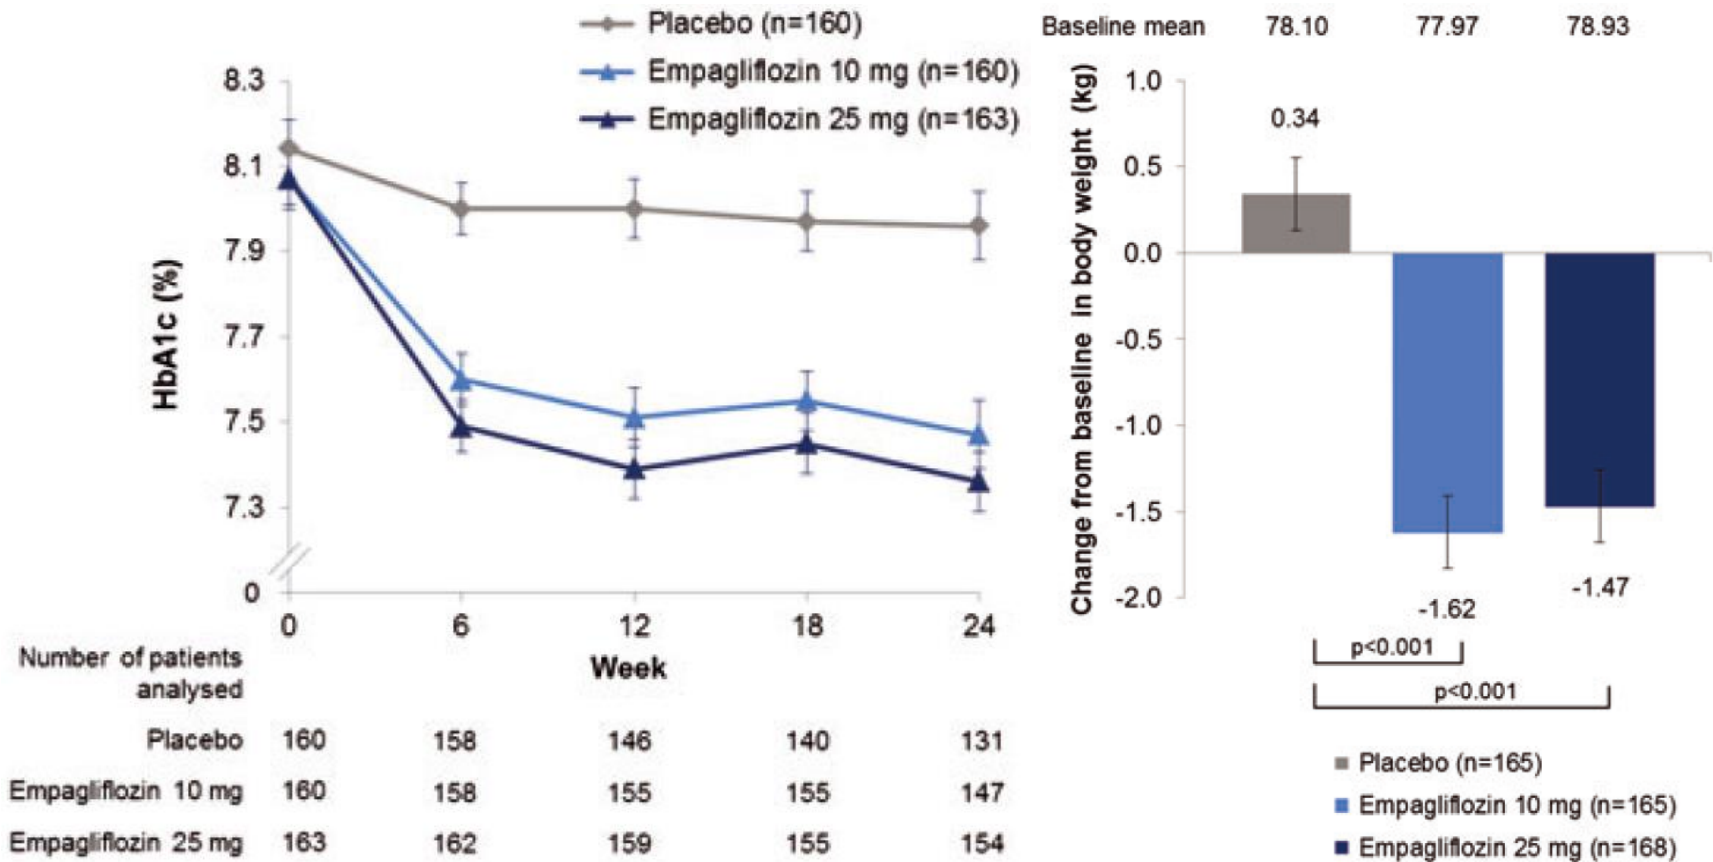 Placebo (n=160)
Empagliflozin 10 mg (n=160)
Empagliflozin 25 mg (n=163)
8.3
8.1
7.9
7.7
7.5
7.3
0
HbA1c (%)
0 6 12 18 24
Week
Number of patients
analysed
Placebo 160 158 146 140 131
Empagliflozin 10 mg 160 158 155 155 147
Empagliflozin 25 mg 163 162 159 155 154
Baseline mean 78.10 77.97 78.93
Change from baseline in body weight (kg)
1.0
0.5
0.0
-0.5
-1.0
-1.5
-2.0
0.34
-1.62
-1.47
p<0.001
p<0.001
Placebo (n=165)
Empagliflozin 10 mg (n=165)
Empagliflozin 25 mg (n=168)